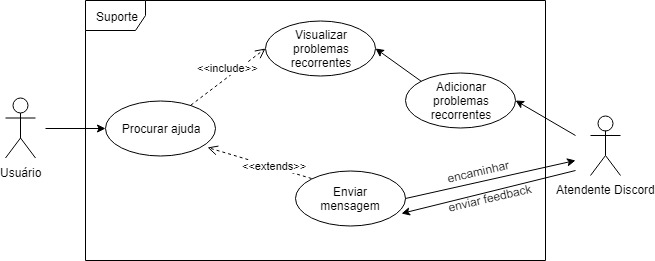 Suporte
Visualizar
problemas
recorrentes
<<include>>
Adicionar
problemas
recorrentes
Procurar ajuda
Usuário
<<extends>>
Enviar
mensagem
encaminhar
enviar feedback
Atendente Discord